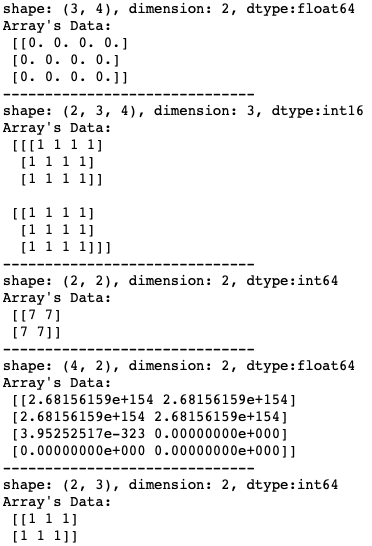 shape: (3, 4), dimension: 2, dtype:float64
Array's Data:
[[0. 0. 0. 0.]
[0. 0. 0. 0.]
[0. 0. 0. 0.]]
------------------------------
shape: (2, 3, 4), dimension: 3, dtype:int16
Array's Data:
[[[1 1 1 1]
[1 1 1 1]
[1 1 1 1]]
[[1 1 1 1]
[1 1 1 1]
[1 1 1 1]]]
------------------------------
shape: (2, 2), dimension: 2, dtype:int64
Array's Data:
[[7 7]
[7 7]]
------------------------------
shape: (4, 2), dimension: 2, dtype:float64
Array's Data:
[[2.68156159e+154 2.68156159e+154]
[2.68156159e+154 2.68156159e+154]
[3.95252517e-323 0.00000000e+000]
[0.00000000e+000 0.00000000e+000]]
------------------------------
shape: (2, 3), dimension: 2, dtype:int64
Array's Data:
[[1 1 1]
[1 1 1]]